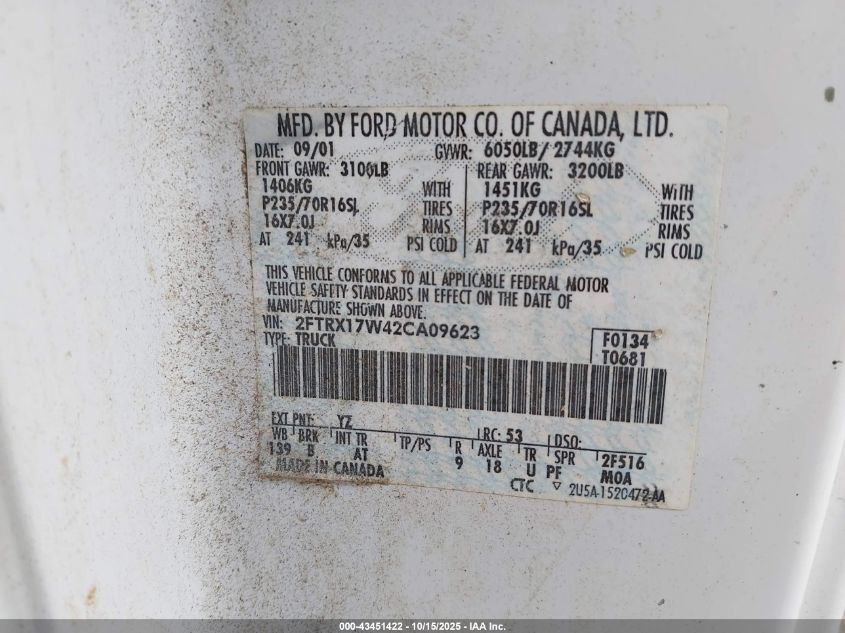 MFD. BY FORD MOTOR CO. OF CANADA, LTD.
DATE: 09/01 GVWR: 6050LB/ 2744KG
FRONT GAWR: 3100LB REAR GAWR: 3200LB
1406KG WITH 1451KG WITH
P235/70R16SL TIRES P235/70R16SL TIRES
16X7.0J RIMS 16X7.0J RIMS
AT 241 kPa/35 PSI COLD AT 241 kPa/35 PSI COLD
THIS VEHICLE CONFORMS TO ALL APPLICABLE FEDERAL MOTOR
VEHICLE SAFETY STANDARDS IN EFFECT ON THE DATE OF
MANUFACTURE SHOWN ABOVE.
VIN: 2FTRX17W42CA09623 F0134
TYPE: TRUCK T0681
EXT PNT: YZ RC: 53 DSO:
WB BRK INT TR TP/PS R AXLE TR SPR 2F516
139 B AT 9 18 U PF M0A
MADE IN CANADA CTC ▽ 2U5A-1520472-AA
000-43451422 - 10/15/2025 - IAA Inc.